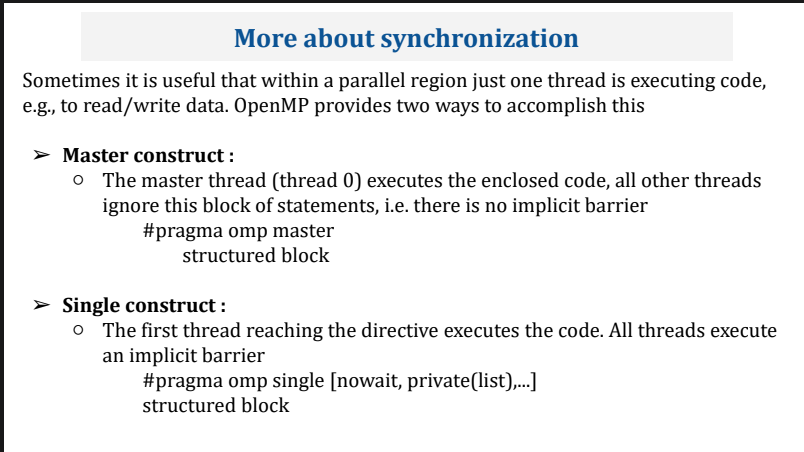 More about synchronization
Sometimes it is useful that within a parallel region just one thread is executing code,
e.g., to read/write data. OpenMP provides two ways to accomplish this
➢ Master construct :
○ The master thread (thread 0) executes the enclosed code, all other threads
ignore this block of statements, i.e. there is no implicit barrier
#pragma omp master
structured block
➢ Single construct :
○ The first thread reaching the directive executes the code. All threads execute
an implicit barrier
#pragma omp single [nowait, private(list),...]
structured block